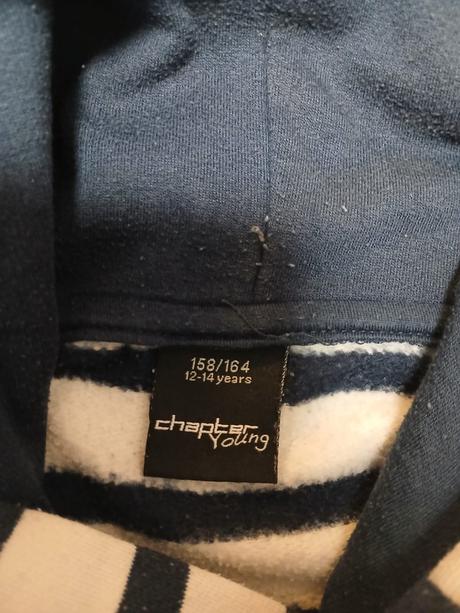 158/164
12-14 years
chapter
Young